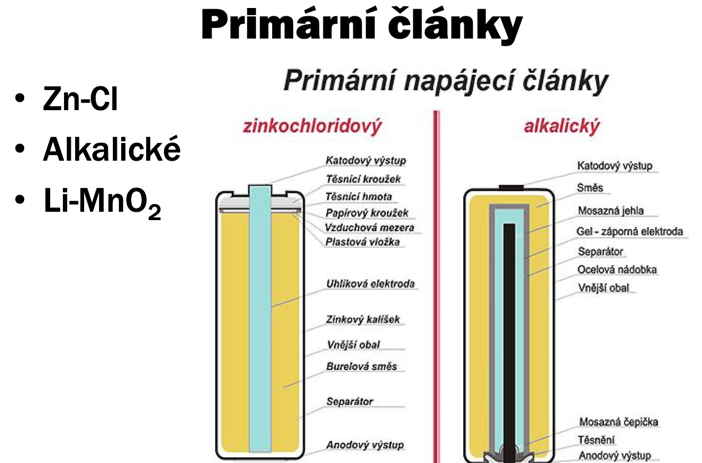 Primární články
• Zn-Cl
• Alkalické
• Li-MnO2
Primární napájecí články
zinkochloridový
Katodový výstup
Těsnící kroužek
Těsnící hmota
Papírový kroužek
Vzduchová mezera
Plastová vložka
Uhlíková elektroda
Zinkový kalíšek
Vnější obal
Burelová směs
Separátor
Anodový výstup
alkalický
Katodový výstup
Směs
Mosazná jehla
Gel - záporná elektroda
Separátor
Ocelová nádobka
Vnější obal
Mosazná čepička
Těsnění
Anodový výstup